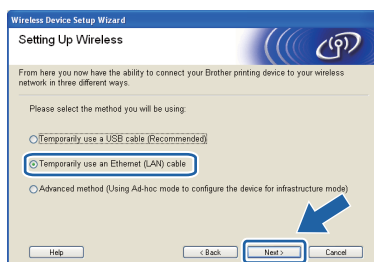 Wireless Device Setup Wizard
Setting Up Wireless
From here you now have the ability to connect your Brother printing device to your wireless
network in three different ways.
Please select the method you will be using:
Temporarily use a USB cable (Recommended)
Temporarily use an Ethernet (LAN) cable
Advanced method (Using Ad-hoc mode to configure the device for infrastructure mode)
Help
< Back
Next >
Cancel